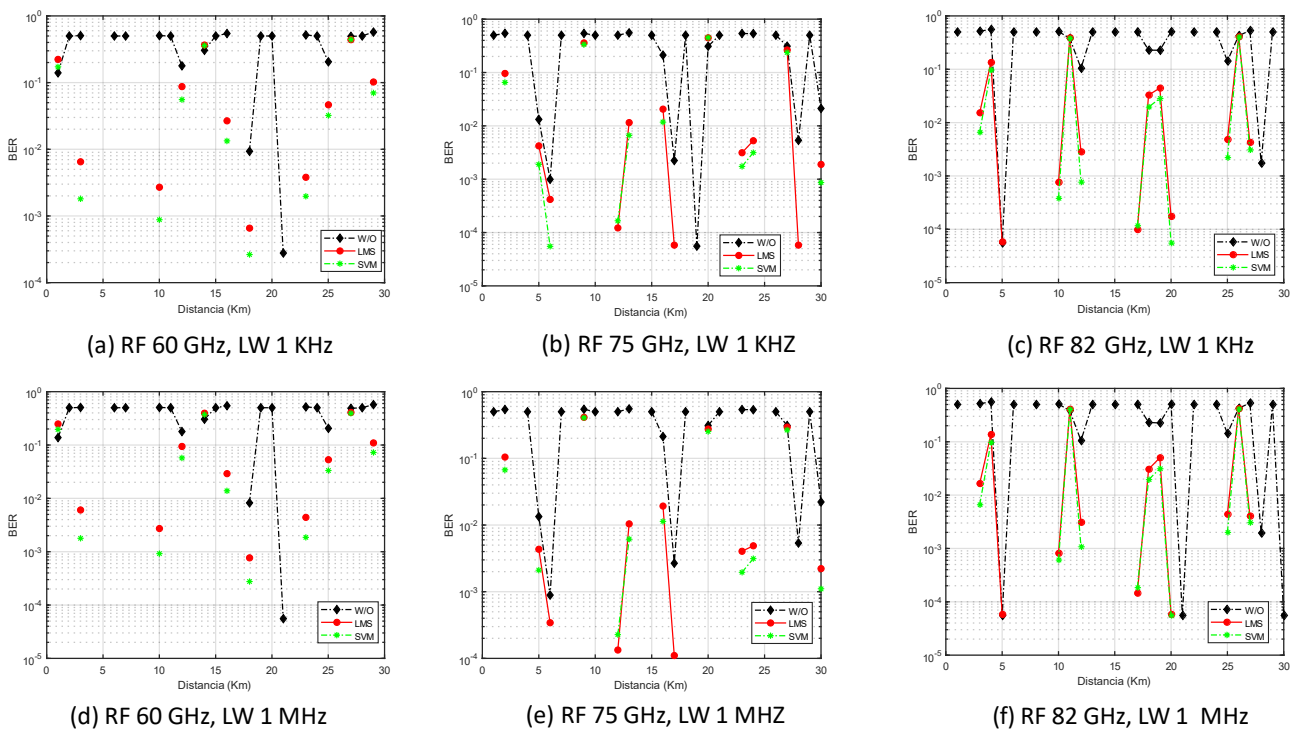 10^0
10^-1
10^-2
10^-3
10^-4
BER
0 5 10 15 20 25 30
Distancia (Km)
W/O
LMS
SVM
(a) RF 60 GHz, LW 1 KHz
10^0
10^-1
10^-2
10^-3
10^-4
10^-5
BER
0 5 10 15 20 25 30
Distancia (Km)
W/O
LMS
SVM
(b) RF 75 GHz, LW 1 KHZ
10^0
10^-1
10^-2
10^-3
10^-4
10^-5
BER
0 5 10 15 20 25 30
Distancia (Km)
W/O
LMS
SVM
(c) RF 82 GHz, LW 1 KHz
10^0
10^-1
10^-2
10^-3
10^-4
10^-5
BER
0 5 10 15 20 25 30
Distancia (Km)
W/O
LMS
SVM
(d) RF 60 GHz, LW 1 MHz
10^0
10^-1
10^-2
10^-3
10^-4
BER
0 5 10 15 20 25 30
Distancia (Km)
W/O
LMS
SVM
(e) RF 75 GHz, LW 1 MHZ
10^0
10^-1
10^-2
10^-3
10^-4
10^-5
BER
0 5 10 15 20 25 30
Distancia (Km)
W/O
LMS
SVM
(f) RF 82 GHz, LW 1 MHz